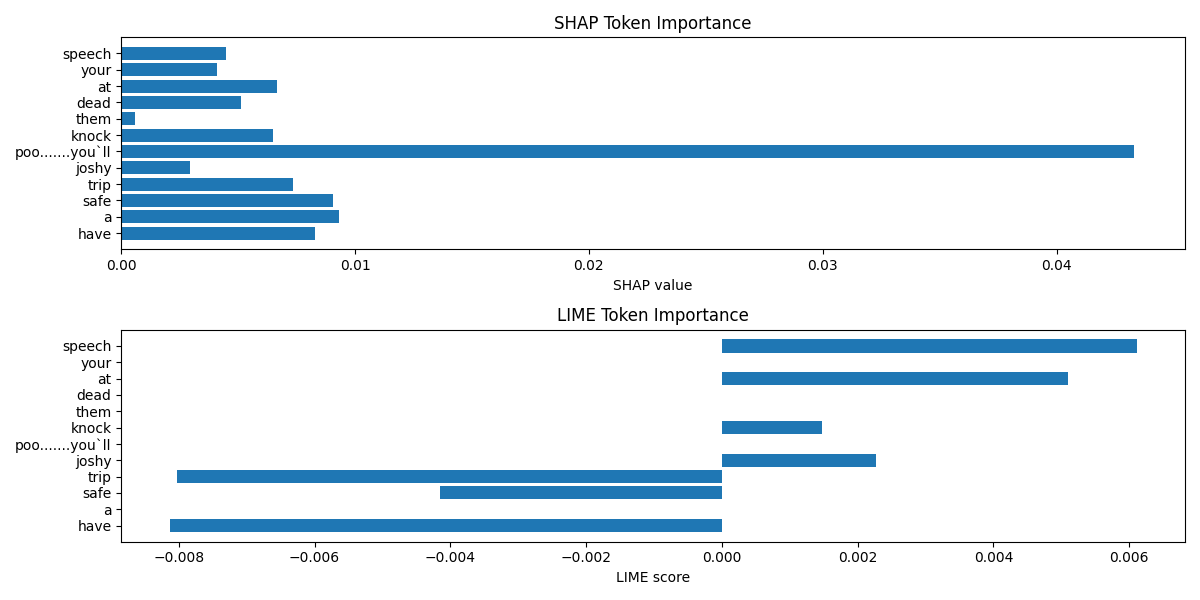 SHAP Token Importance
speech
your
at
dead
them
knock
poo.......you`ll
joshy
trip
safe
a
have
0.00 0.01 0.02 0.03 0.04
SHAP value
LIME Token Importance
speech
your
at
dead
them
knock
poo.......you`ll
joshy
trip
safe
a
have
−0.008 −0.006 −0.004 −0.002 0.000 0.002 0.004 0.006
LIME score